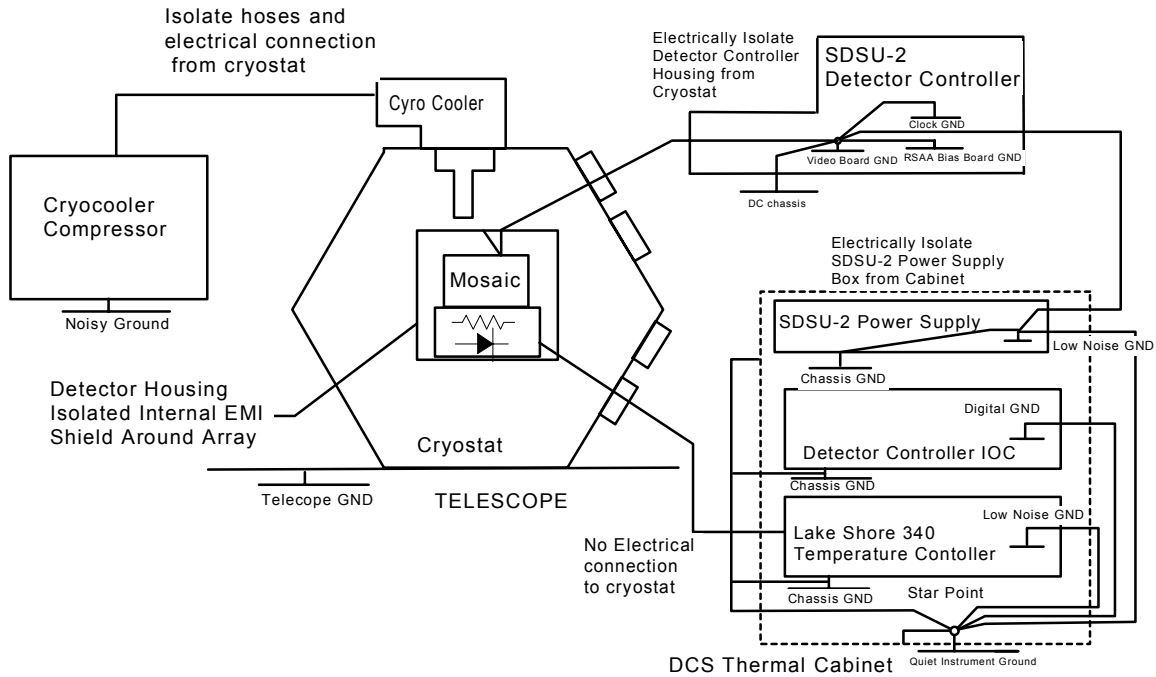 Isolate hoses and
electrical connection
from cryostat
Electrically Isolate
Detector Controller
Housing from
Cryostat
SDSU-2
Detector Controller
Cyro Cooler
Clock GND
Video Board GND
RSAA Bias Board GND
DC chassis
Cryocooler
Compressor
Noisy Ground
Mosaic
Electrically Isolate
SDSU-2 Power Supply
Box from Cabinet
SDSU-2 Power Supply
Low Noise GND
Chassis GND
Detector Housing
Isolated Internal EMI
Shield Around Array
Cryostat
Digital GND
Detector Controller IOC
Chassis GND
Telecope GND
TELESCOPE
Low Noise GND
Lake Shore 340
Temperature Contoller
No Electrical
connection
to cryostat
Chassis GND
Star Point
DCS Thermal Cabinet
Quiet Instrument Ground